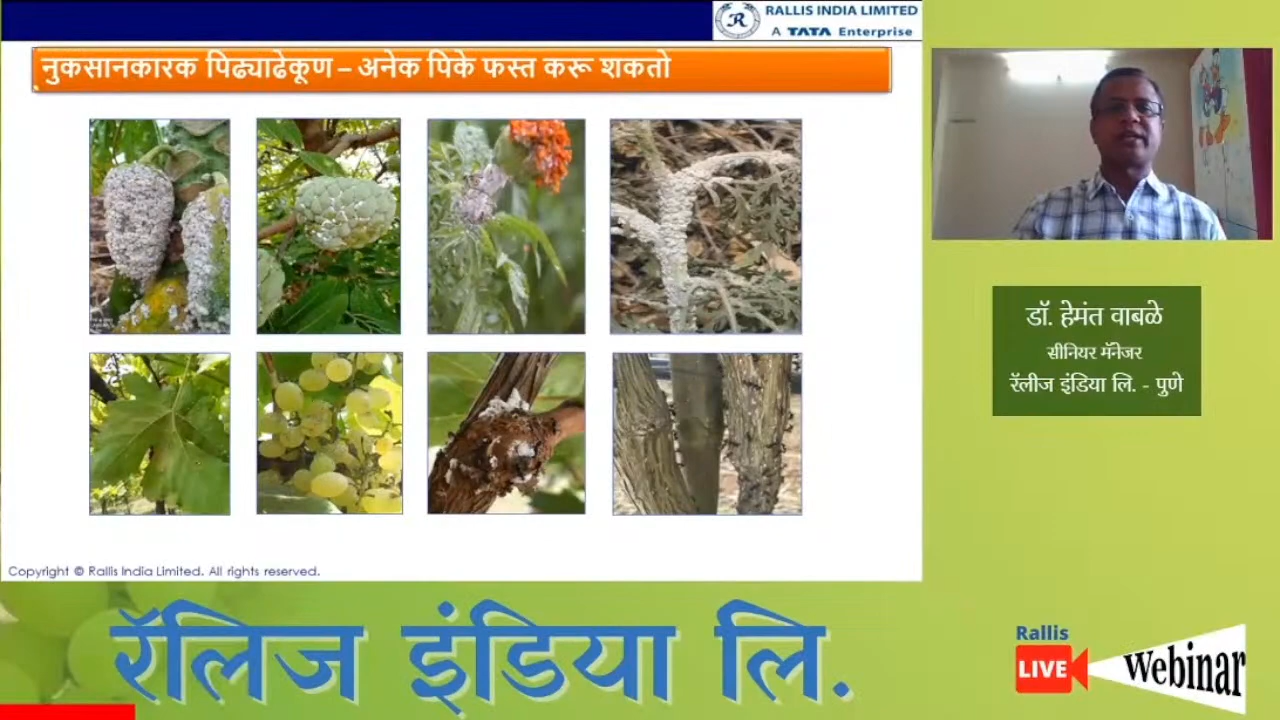 RALLIS INDIA LIMITED
A TATA Enterprise
नुकसानकारक पिढ्याढेकूण – अनेक पिके फस्त करू शकतो
डॉ. हेमंत वाबळे
सीनियर मॅनेजर
रॅलीज इंडिया लि. - पुणे
Copyright © Rallis India Limited. All rights reserved.
रॅलिज इंडिया लि.
Rallis
LIVE
Webinar